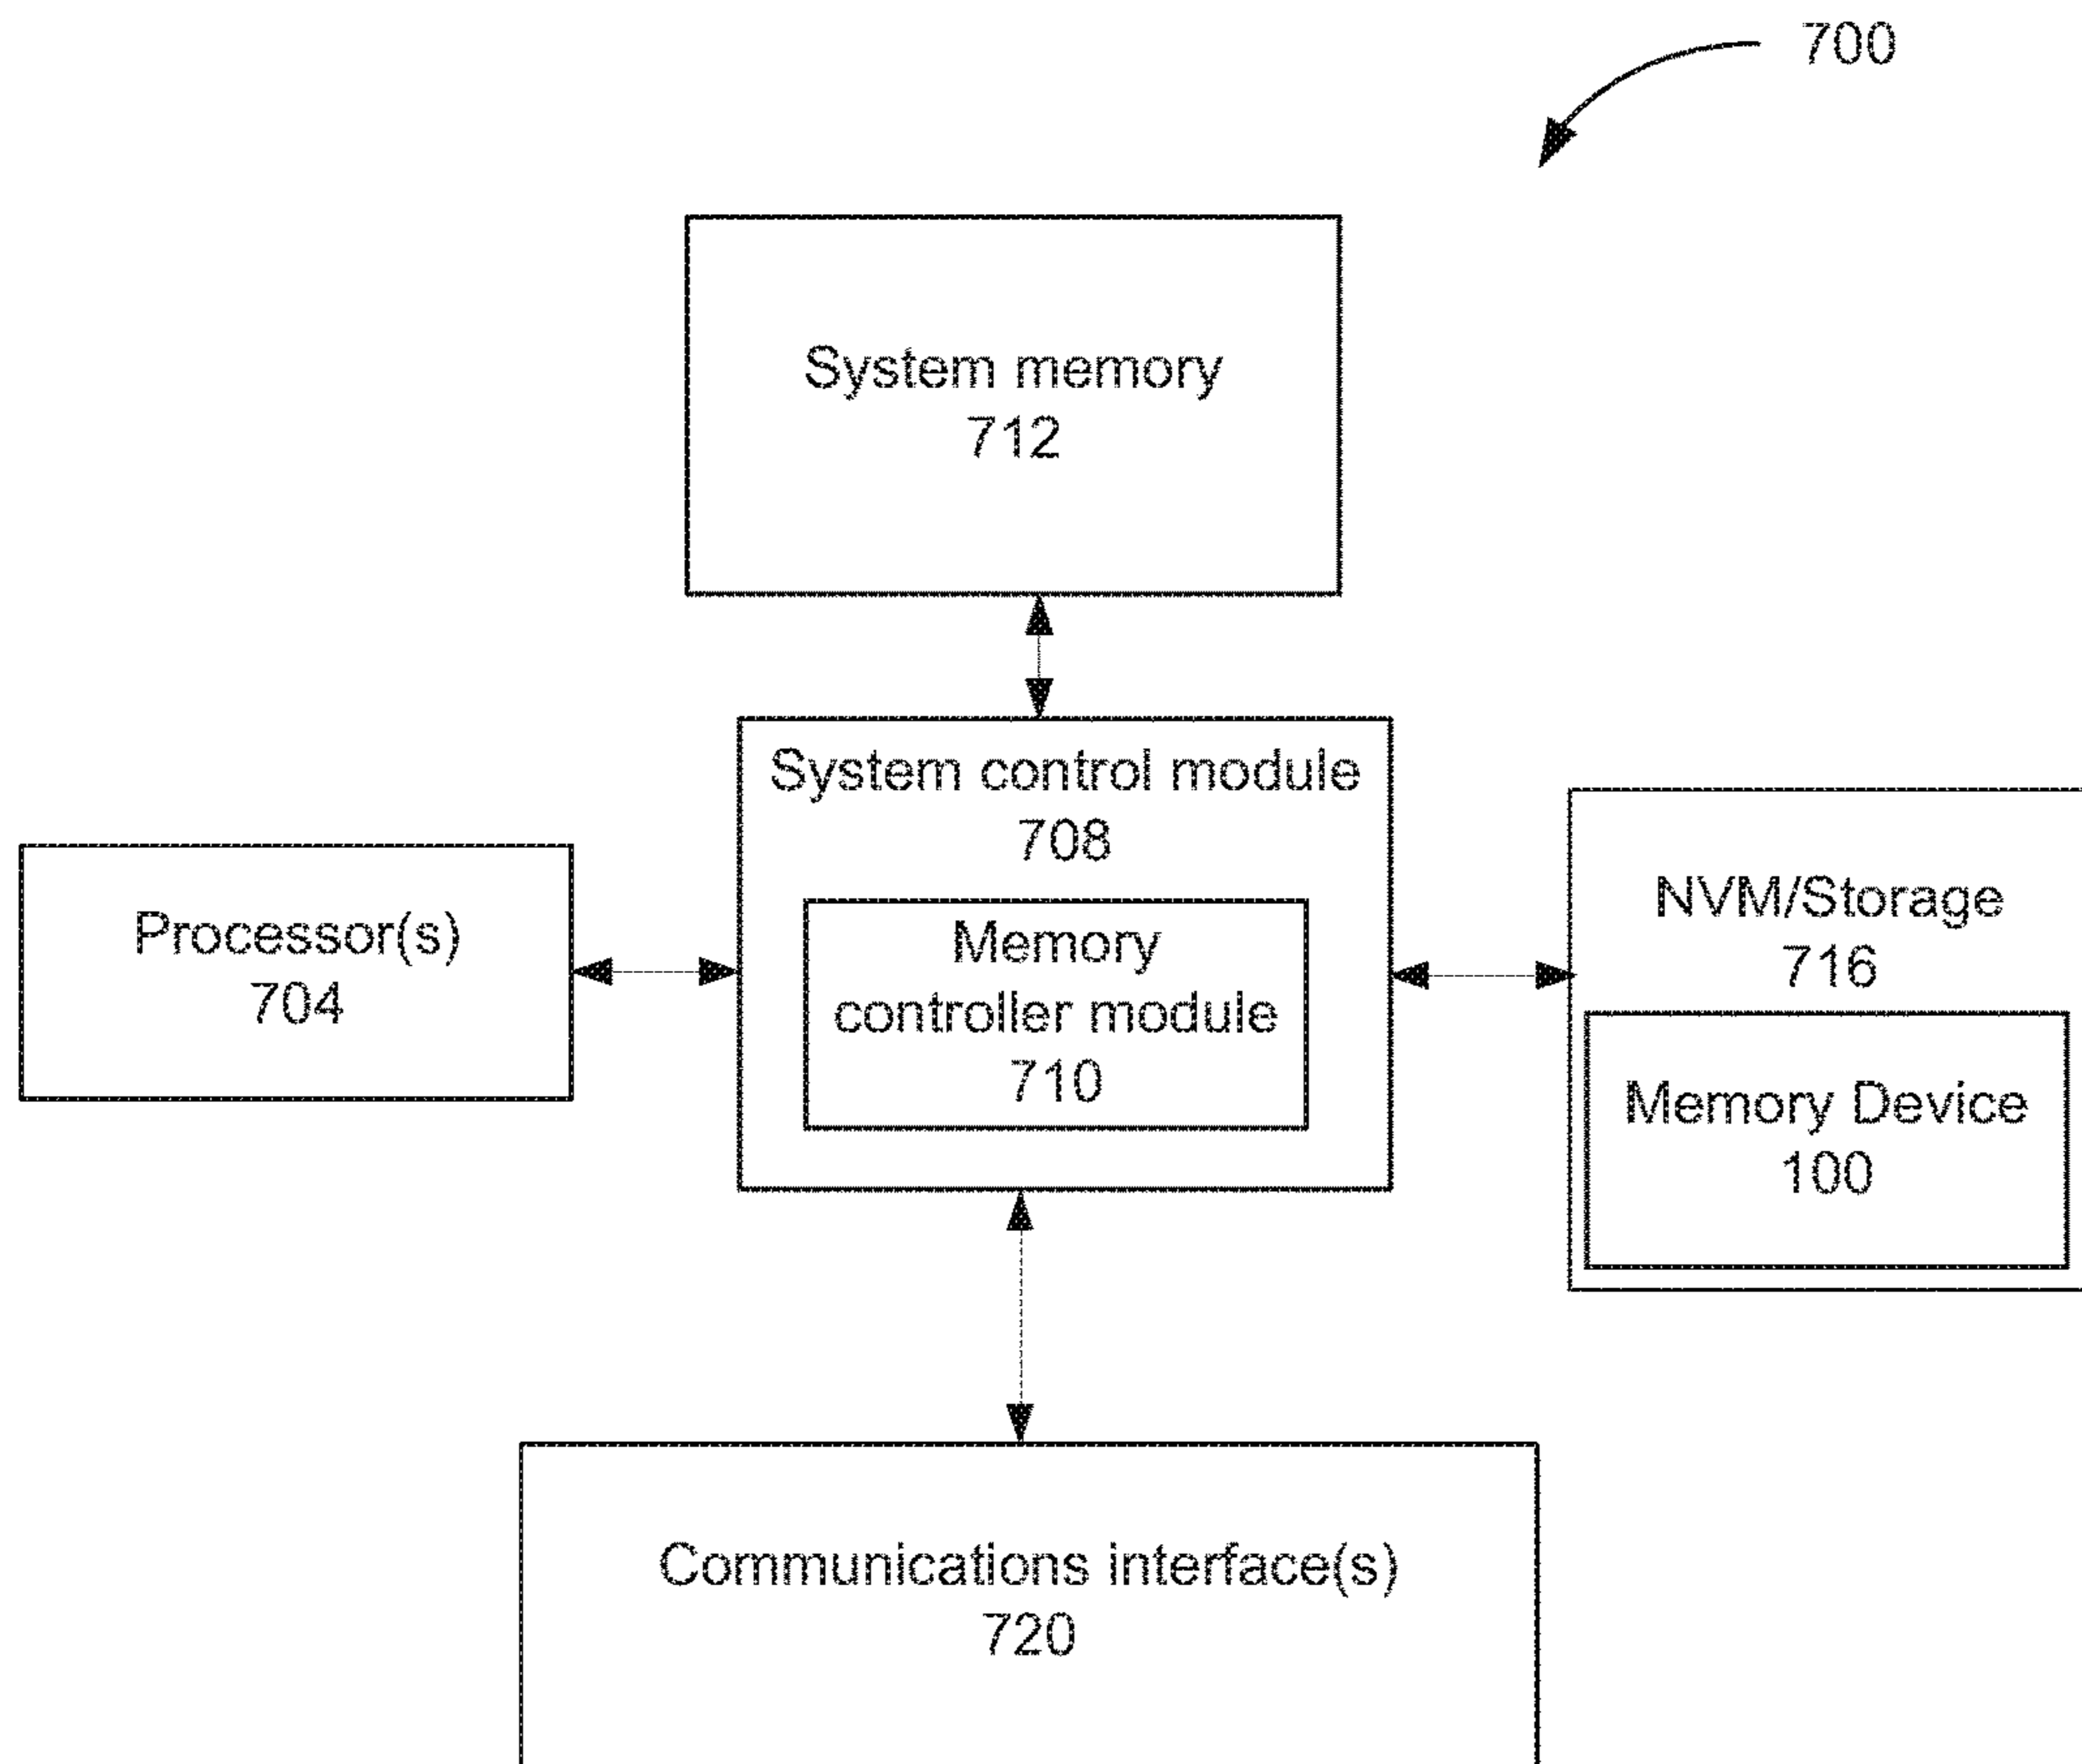 700
System memory
712
System control module
708
Memory
controller module
710
Processor(s)
704
NVM/Storage
716
Memory Device
100
Communications interface(s)
720